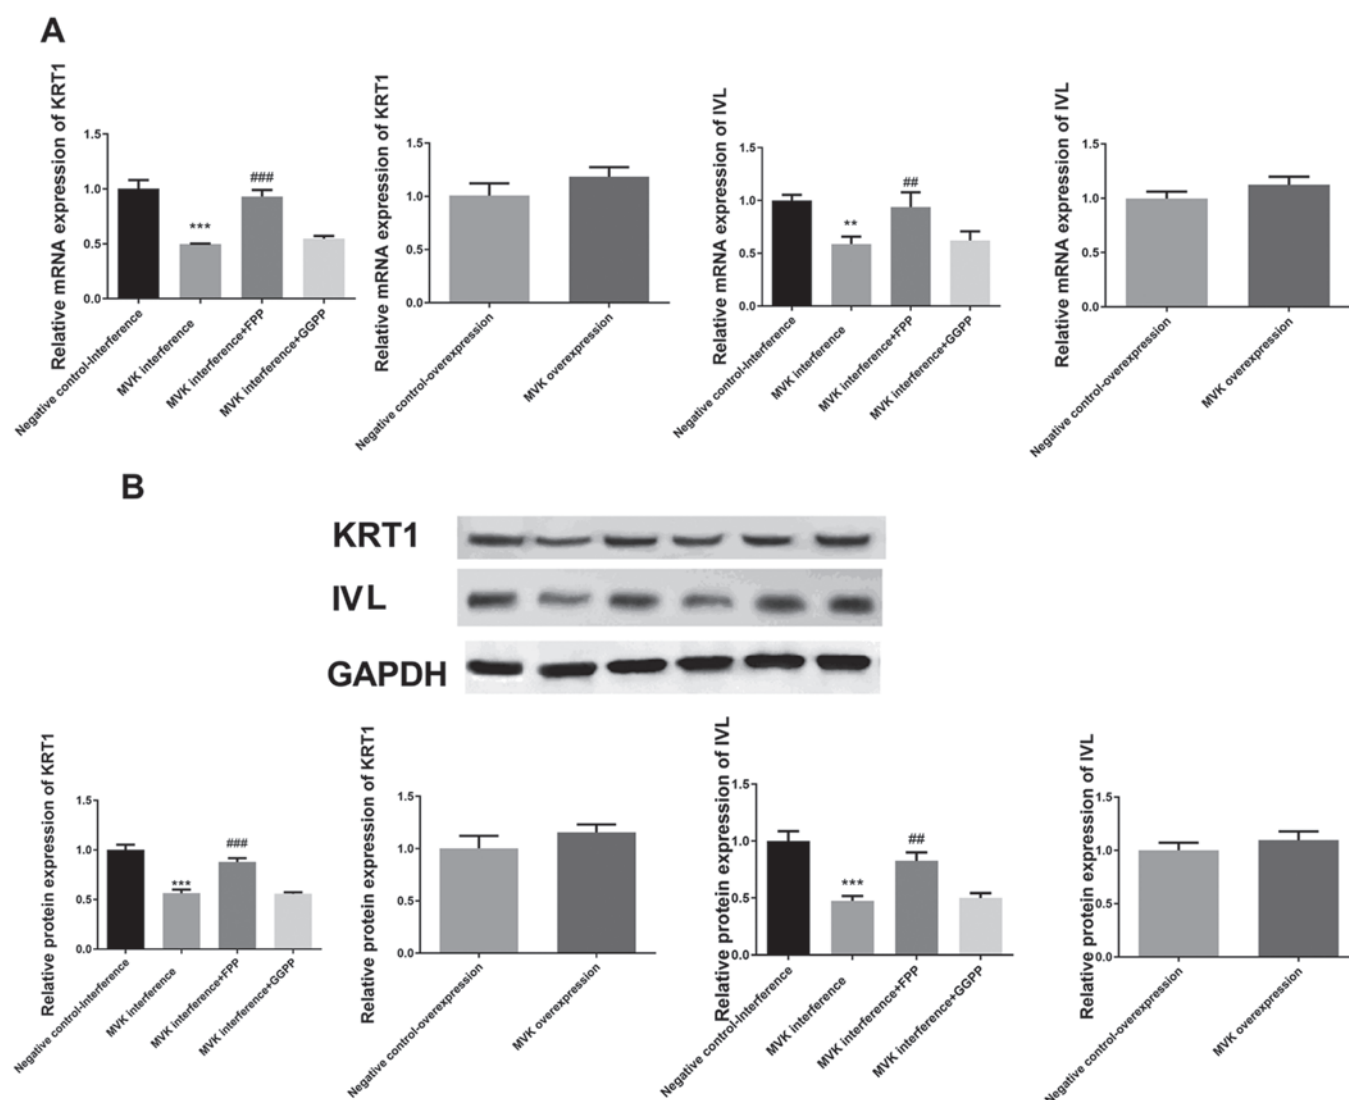 A
Relative mRNA expression of KRT1
1.5
1.0
0.5
0.0
***
###
Negative control-Interference
MVK interference
MVK interference+FPP
MVK interference+GGPP
Relative mRNA expression of KRT1
1.5
1.0
0.5
0.0
Negative control-overexpression
MVK overexpression
Relative mRNA expression of IVL
1.5
1.0
0.5
0.0
**
##
Negative control-Interference
MVK interference
MVK interference+FPP
MVK interference+GGPP
Relative mRNA expression of IVL
1.5
1.0
0.5
0.0
Negative control-overexpression
MVK overexpression
B
KRT1
IVL
GAPDH
Relative protein expression of KRT1
1.5
1.0
0.5
0.0
***
###
Negative control-Interference
MVK interference
MVK interference+FPP
MVK interference+GGPP
Relative protein expression of KRT1
1.5
1.0
0.5
0.0
Negative control-overexpression
MVK overexpression
Relative protein expression of IVL
1.5
1.0
0.5
0.0
***
##
Negative control-Interference
MVK interference
MVK interference+FPP
MVK interference+GGPP
Relative protein expression of IVL
1.5
1.0
0.5
0.0
Negative control-overexpression
MVK overexpression